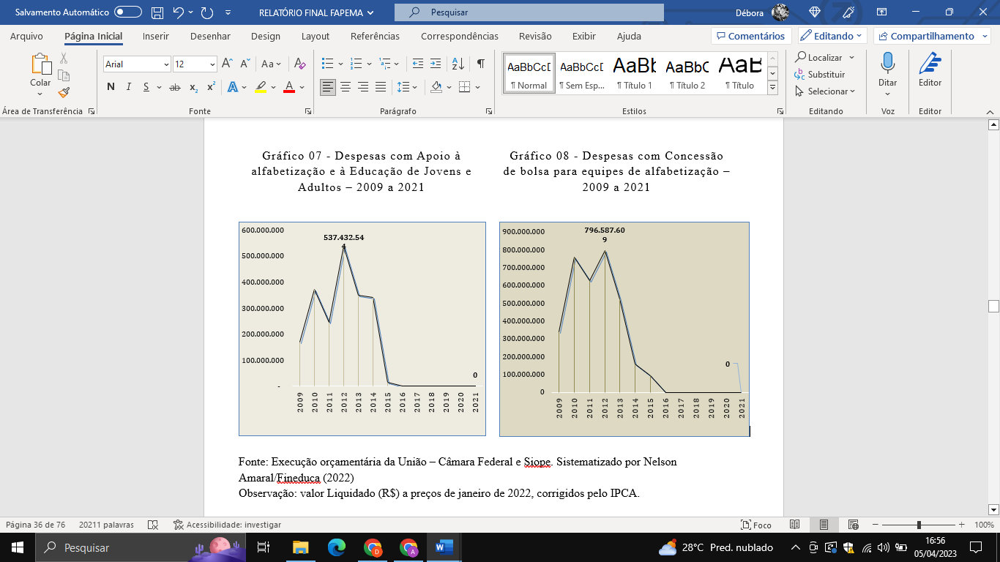 Salvamento Automático
RELATÓRIO FINAL FAPEMA
Pesquisar
Débora
Arquivo
Página Inicial
Inserir
Desenhar
Design
Layout
Referências
Correspondências
Revisão
Exibir
Ajuda
Comentários
Editando
Compartilhamento
Colar
Área de Transferência
Arial
12
Aa
N I S ab x₂ x² A A
Fonte
Parágrafo
AaBbCcD AaBbCcD AaBb AaBbC AaB
¶ Normal ¶ Sem Esp... ¶ Título 1 ¶ Título 2 ¶ Título
Estilos
Localizar
Substituir
Selecionar
Editando
Ditar
Voz
Editor
Editor
Gráfico 07 - Despesas com Apoio à
alfabetização e à Educação de Jovens e
Adultos – 2009 a 2021
Gráfico 08 - Despesas com Concessão
de bolsa para equipes de alfabetização –
2009 a 2021
600.000.000
500.000.000
400.000.000
300.000.000
200.000.000
100.000.000
-
537.432.54
4
0
2009 2010 2011 2012 2013 2014 2015 2016 2017 2018 2019 2020 2021
900.000.000
800.000.000
700.000.000
600.000.000
500.000.000
400.000.000
300.000.000
200.000.000
100.000.000
0
796.587.60
9
0
2009 2010 2011 2012 2013 2014 2015 2016 2017 2018 2019 2020 2021
Fonte: Execução orçamentária da União – Câmara Federal e Siope. Sistematizado por Nelson
Amaral/Fineduca (2022)
Observação: valor Liquidado (R$) a preços de janeiro de 2022, corrigidos pelo IPCA.
Página 36 de 76
20211 palavras
Acessibilidade: investigar
Foco
100%
Pesquisar
28°C Pred. nublado
16:56
05/04/2023